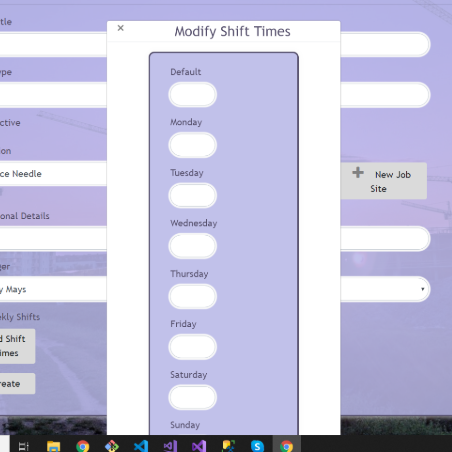 Modify Shift Times
Default
Monday
Tuesday
Wednesday
Thursday
Friday
Saturday
Sunday
ce Needle
New Job
Site
onal Details
ger
y Mays
kly Shifts
d Shift
imes
reate
tle
ype
ctive
ion